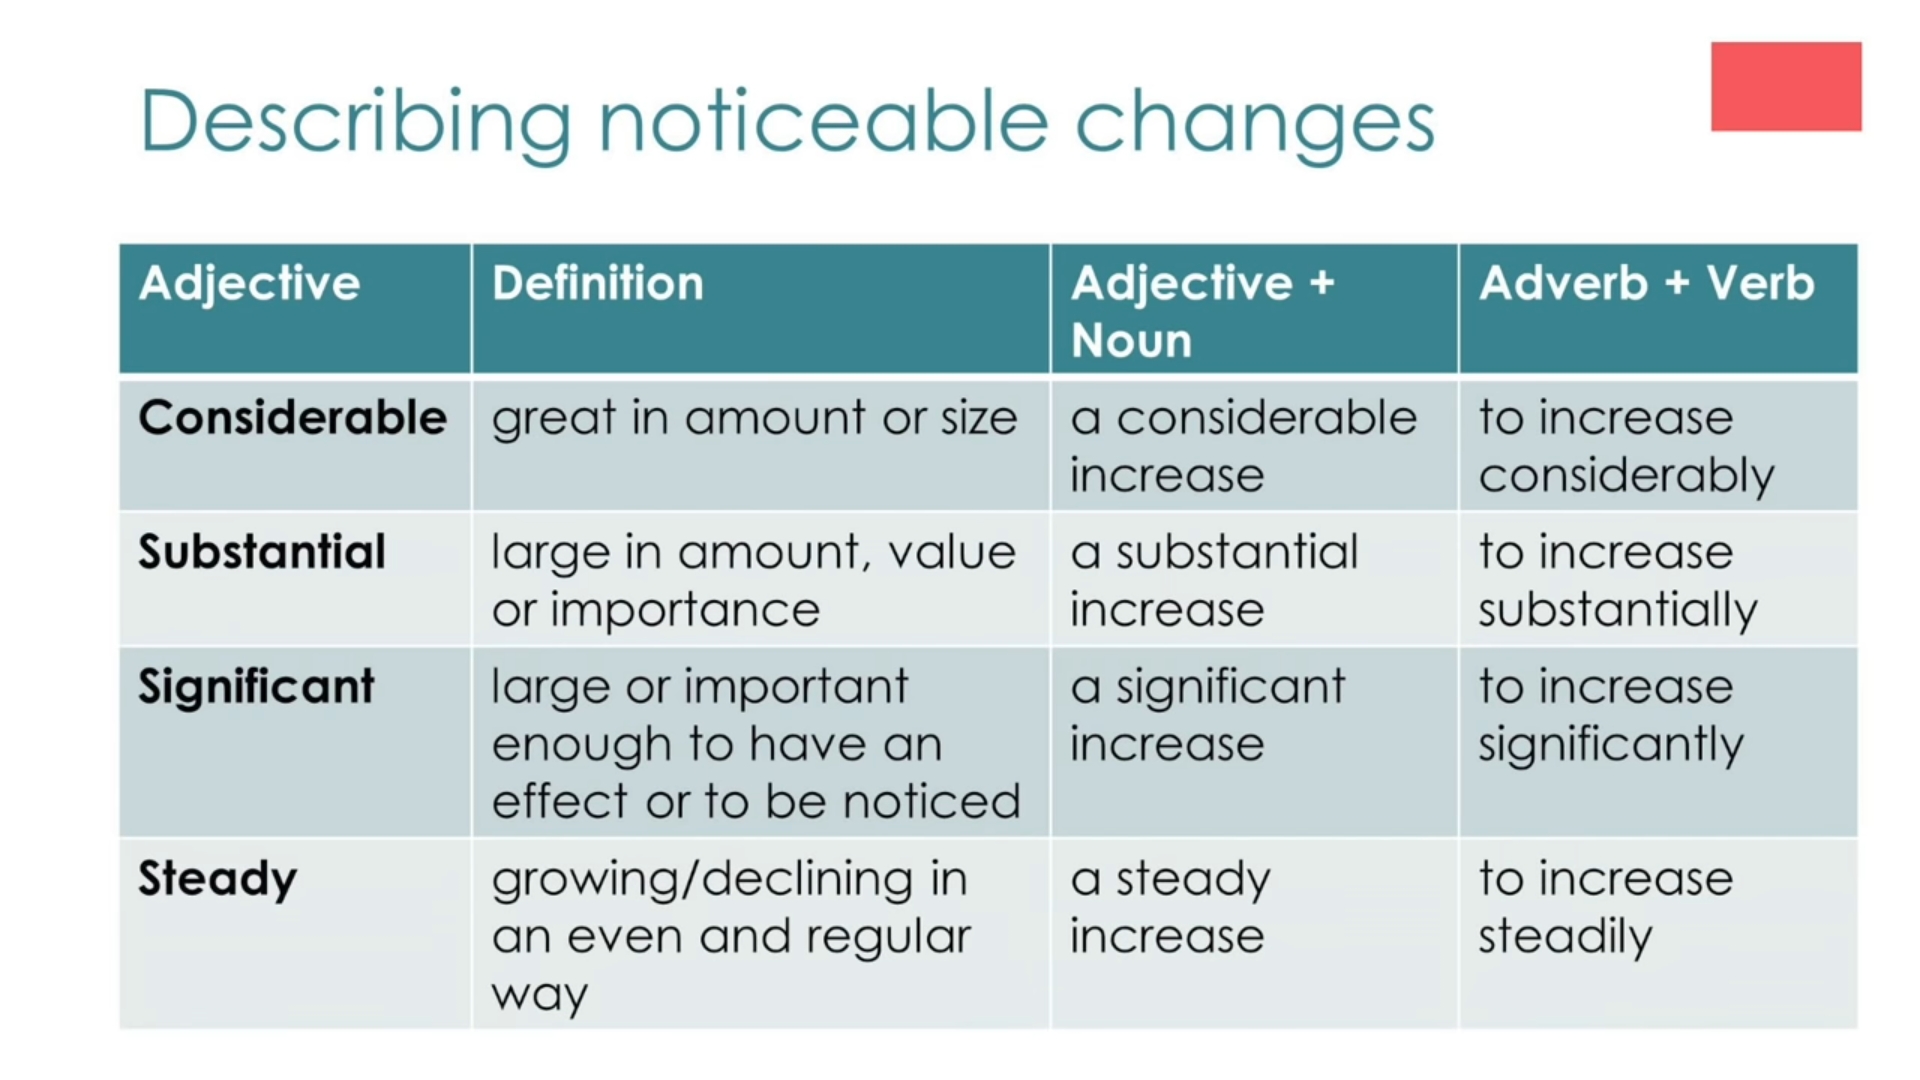 Describing noticeable changes
Adjective
Definition
Adjective +
Noun
Adverb + Verb
Considerable
great in amount or size
a considerable
increase
to increase
considerably
Substantial
large in amount, value
or importance
a substantial
increase
to increase
substantially
Significant
large or important
enough to have an
effect or to be noticed
a significant
increase
to increase
significantly
Steady
growing/declining in
an even and regular
way
a steady
increase
to increase
steadily